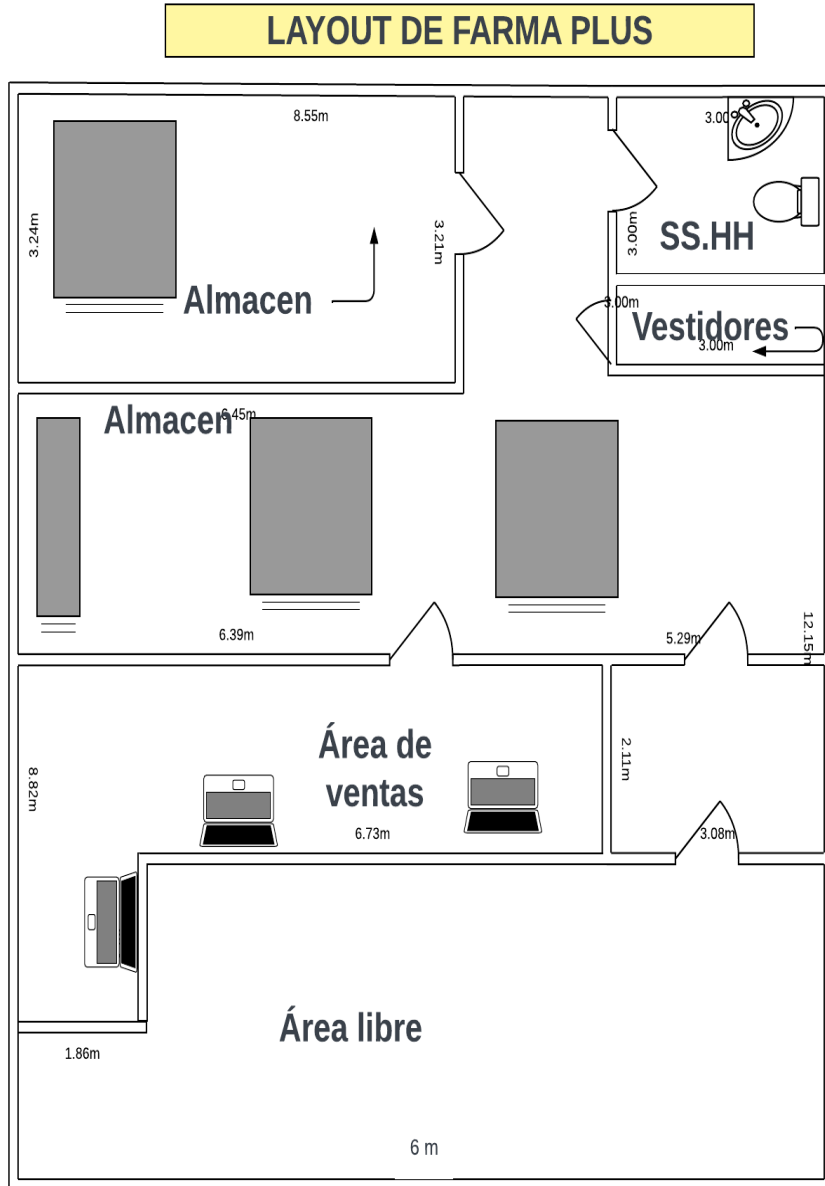 LAYOUT DE FARMA PLUS
8.55m
3.00
3.24m
3.21m
3.00m
SS.HH
Almacen
3.00m
Vestidores
3.00m
Almacen
6.45m
6.39m
5.29m
12.15m
Área de
ventas
2.11m
8.82m
6.73m
3.08m
Área libre
1.86m
6 m